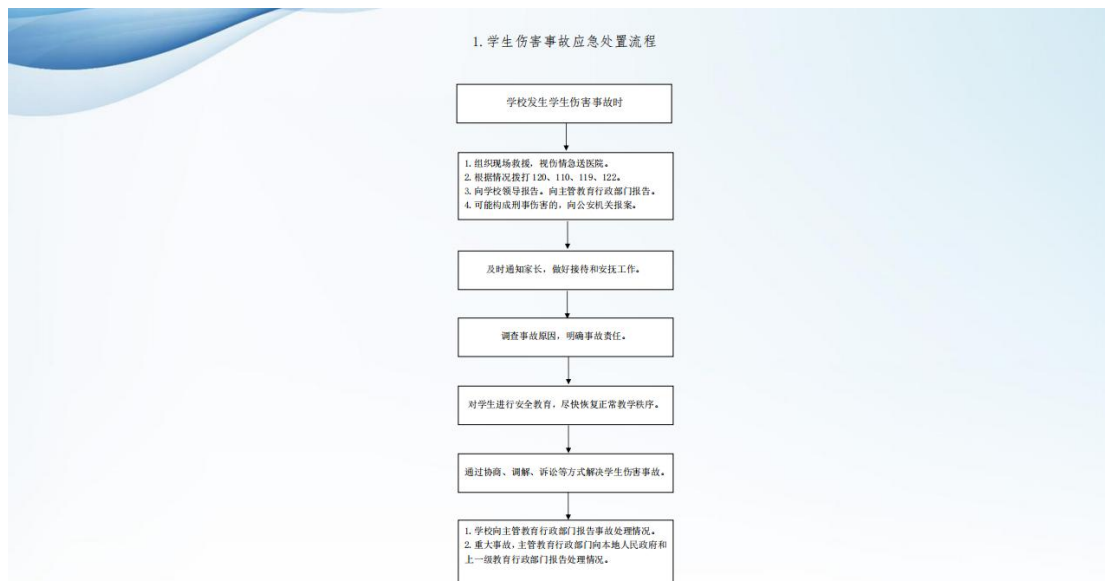 1.学生伤害事故应急处置流程
学校发生学生伤害事故时
1.组织现场救援，视伤情急送医院。
2.根据情况拨打120、110、119、122。
3.向学校领导报告。向主管教育行政部门报告。
4.可能构成刑事伤害的，向公安机关报案。
及时通知家长，做好接待和安抚工作。
调查事故原因，明确事故责任。
对学生进行安全教育，尽快恢复正常教学秩序。
通过协商、调解、诉讼等方式解决学生伤害事故。
1.学校向主管教育行政部门报告事故处理情况。
2.重大事故，主管教育行政部门向本地人民政府和
上一级教育行政部门报告处理情况。